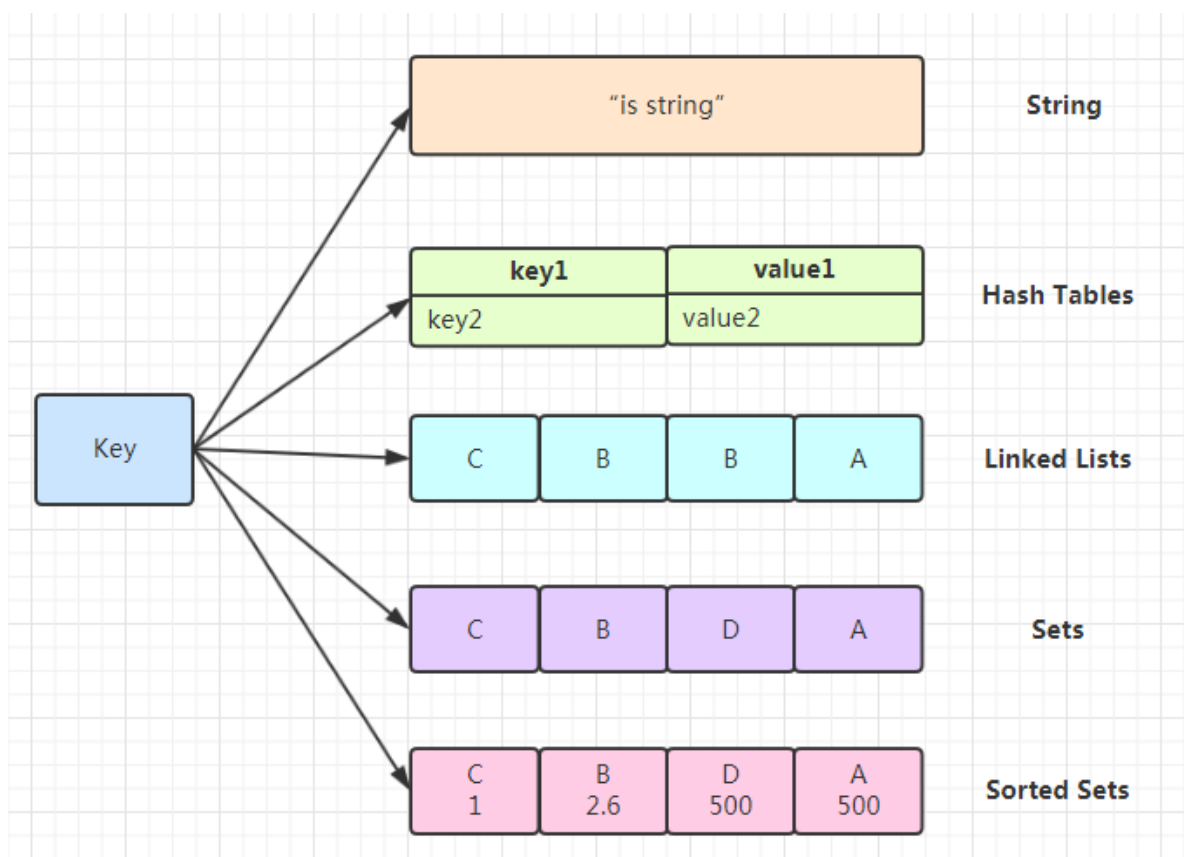 “is string”
String
key1
value1
key2
value2
Hash Tables
Key
C
B
B
A
Linked Lists
C
B
D
A
Sets
C
1
B
2.6
D
500
A
500
Sorted Sets